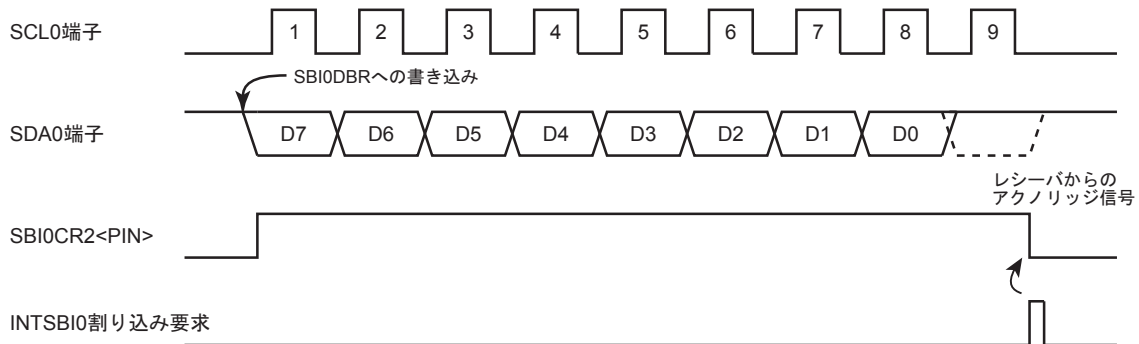 SCL0端子
1 2 3 4 5 6 7 8 9
SBI0DBRへの書き込み
SDA0端子
D7 D6 D5 D4 D3 D2 D1 D0
レシーバからの
アクノリッジ信号
SBI0CR2<PIN>
INTSBI0割り込み要求